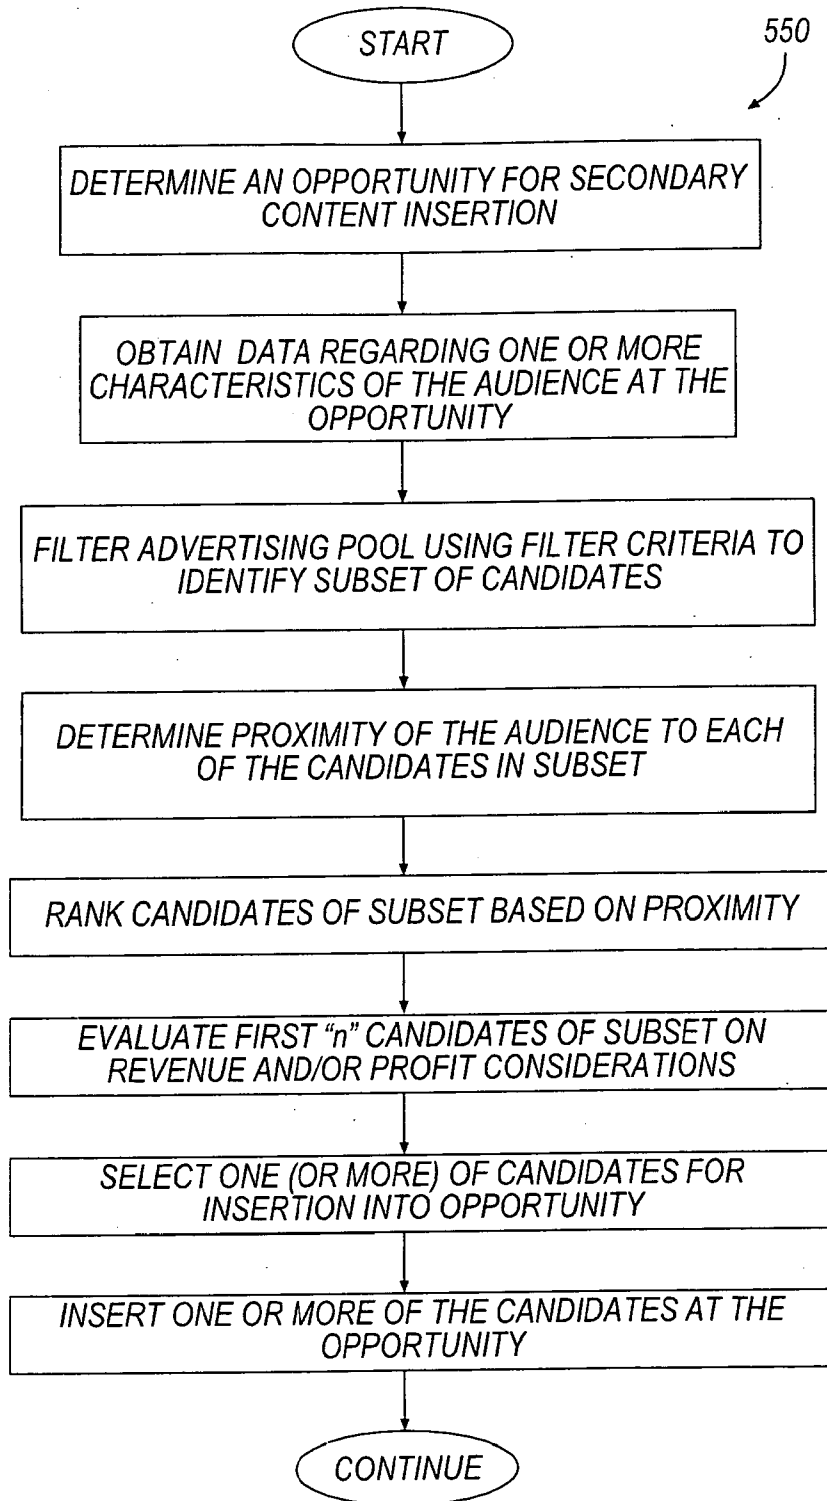 START
550
DETERMINE AN OPPORTUNITY FOR SECONDARY
CONTENT INSERTION
OBTAIN DATA REGARDING ONE OR MORE
CHARACTERISTICS OF THE AUDIENCE AT THE
OPPORTUNITY
FILTER ADVERTISING POOL USING FILTER CRITERIA TO
IDENTIFY SUBSET OF CANDIDATES
DETERMINE PROXIMITY OF THE AUDIENCE TO EACH
OF THE CANDIDATES IN SUBSET
RANK CANDIDATES OF SUBSET BASED ON PROXIMITY
EVALUATE FIRST “n” CANDIDATES OF SUBSET ON
REVENUE AND/OR PROFIT CONSIDERATIONS
SELECT ONE (OR MORE) OF CANDIDATES FOR
INSERTION INTO OPPORTUNITY
INSERT ONE OR MORE OF THE CANDIDATES AT THE
OPPORTUNITY
CONTINUE